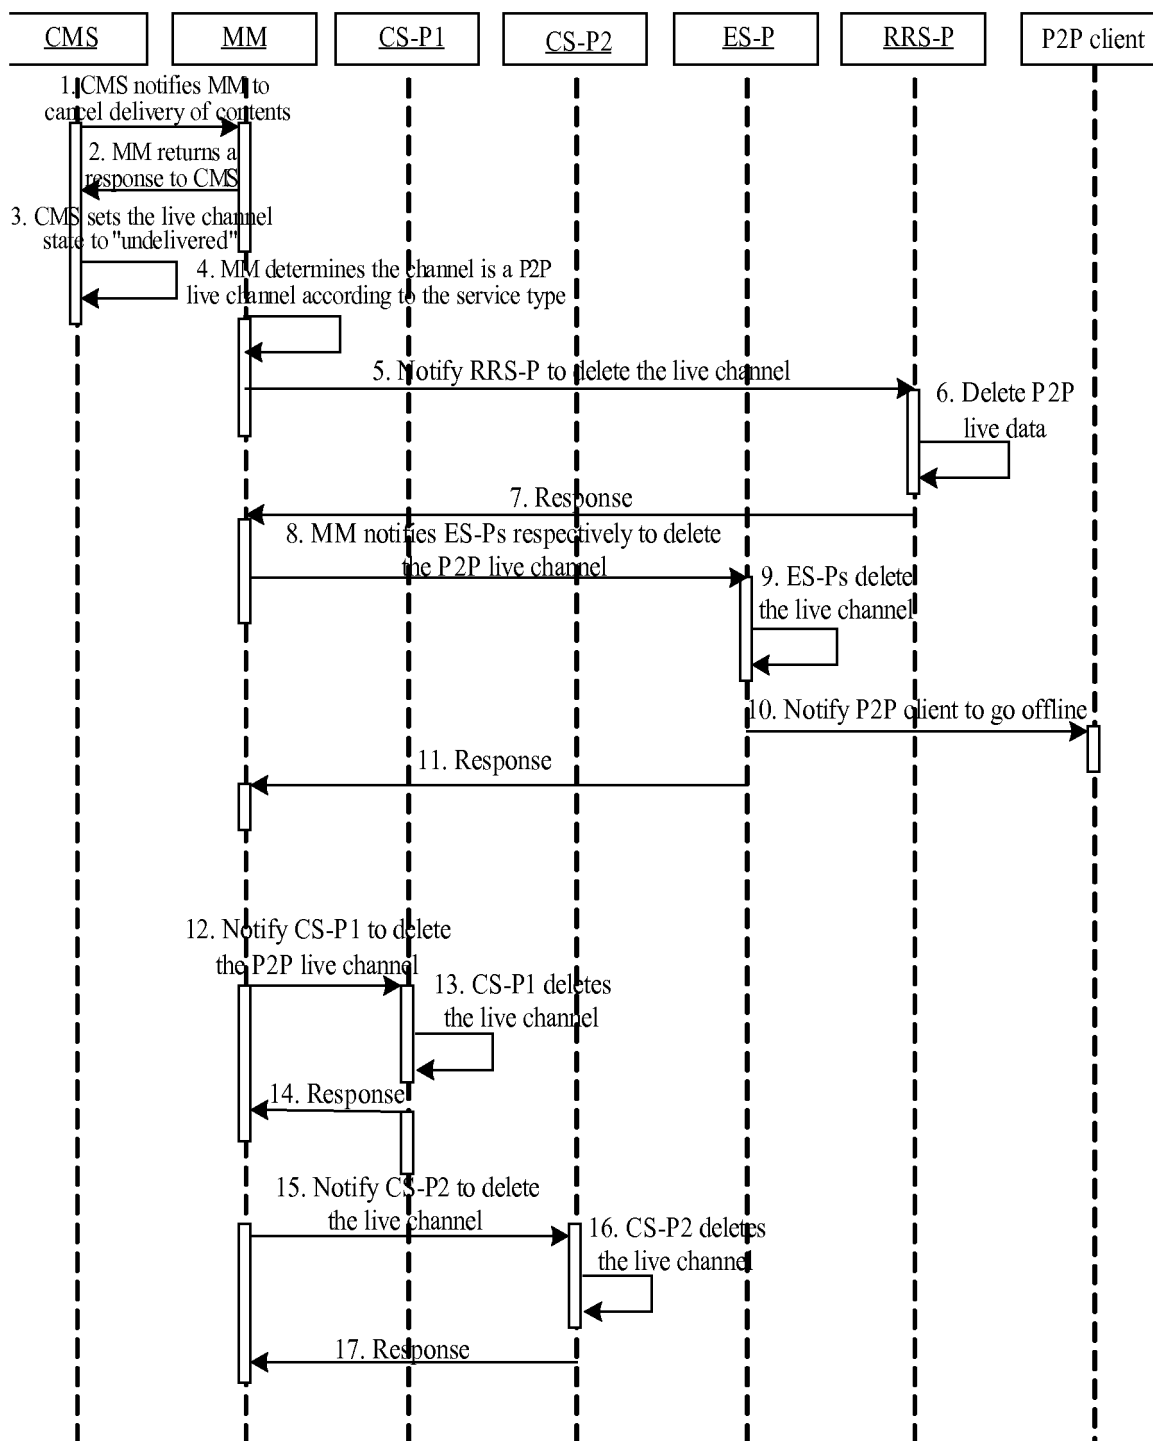 CMS
MM
CS-P1
CS-P2
ES-P
RRS-P
P2P client
1. CMS notifies MM to
cancel delivery of contents
2. MM returns a
response to CMS
3. CMS sets the live channel
state to "undelivered"
4. MM determines the channel is a P2P
live channel according to the service type
5. Notify RRS-P to delete the live channel
6. Delete P2P
live data
7. Response
8. MM notifies ES-Ps respectively to delete
the P2P live channel
9. ES-Ps delete
the live channel
10. Notify P2P client to go offline
11. Response
12. Notify CS-P1 to delete
the P2P live channel
13. CS-P1 deletes
the live channel
14. Response
15. Notify CS-P2 to delete
the live channel
16. CS-P2 deletes
the live channel
17. Response